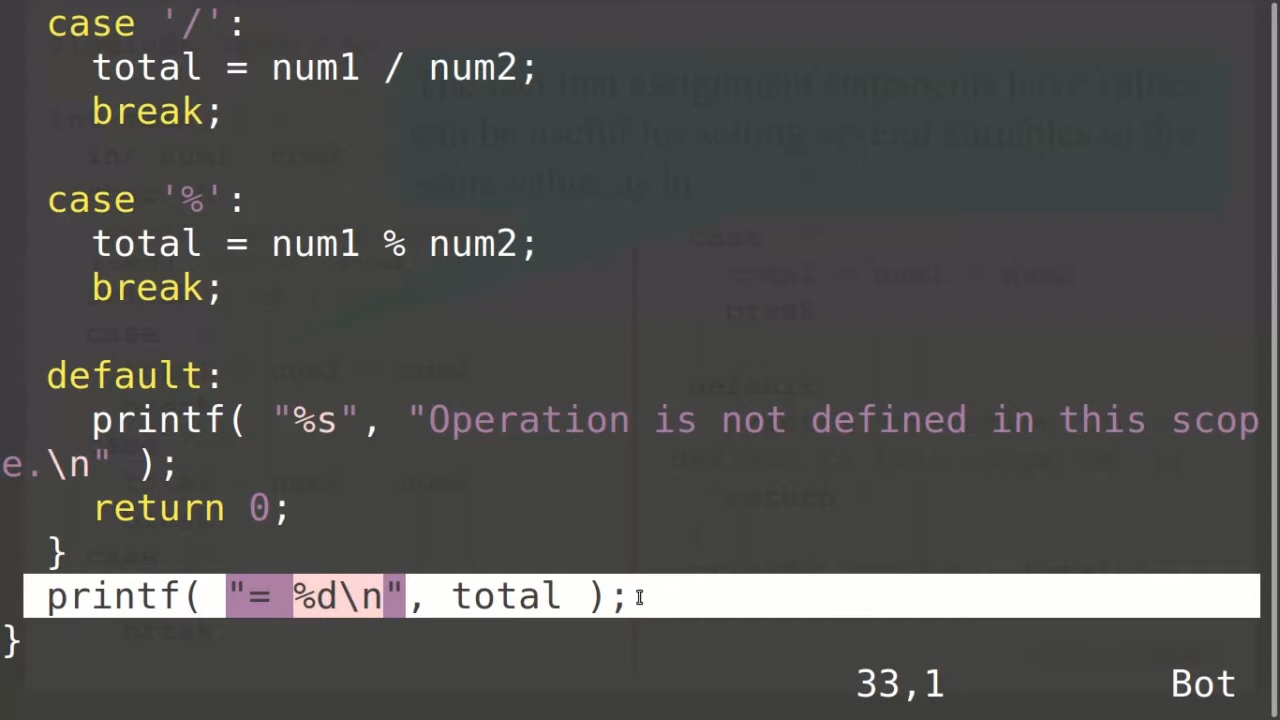 case '/':
total = num1 / num2;
break;
case '%':
total = num1 % num2;
break;
default:
printf( "%s", "Operation is not defined in this scop
e.\n" );
return 0;
}
printf( "= %d\n", total );
}
33,1 Bot